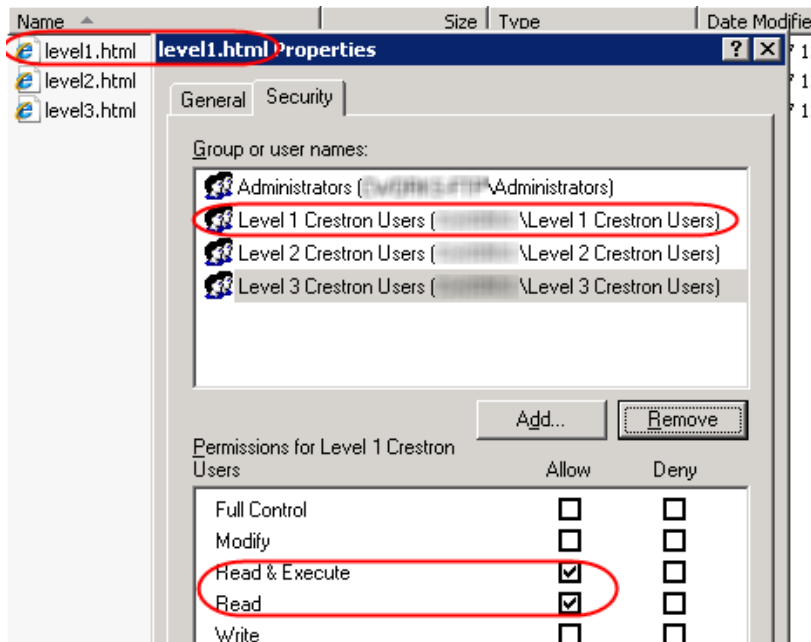 Name Size Type Date Modifie
level1.html
level2.html
level3.html
level1.html Properties
General Security
Group or user names:
Administrators ( \Administrators)
Level 1 Crestron Users ( \Level 1 Crestron Users)
Level 2 Crestron Users ( \Level 2 Crestron Users)
Level 3 Crestron Users ( \Level 3 Crestron Users)
Add... Remove
Permissions for Level 1 Crestron
Users Allow Deny
Full Control
Modify
Read & Execute
Read
Write